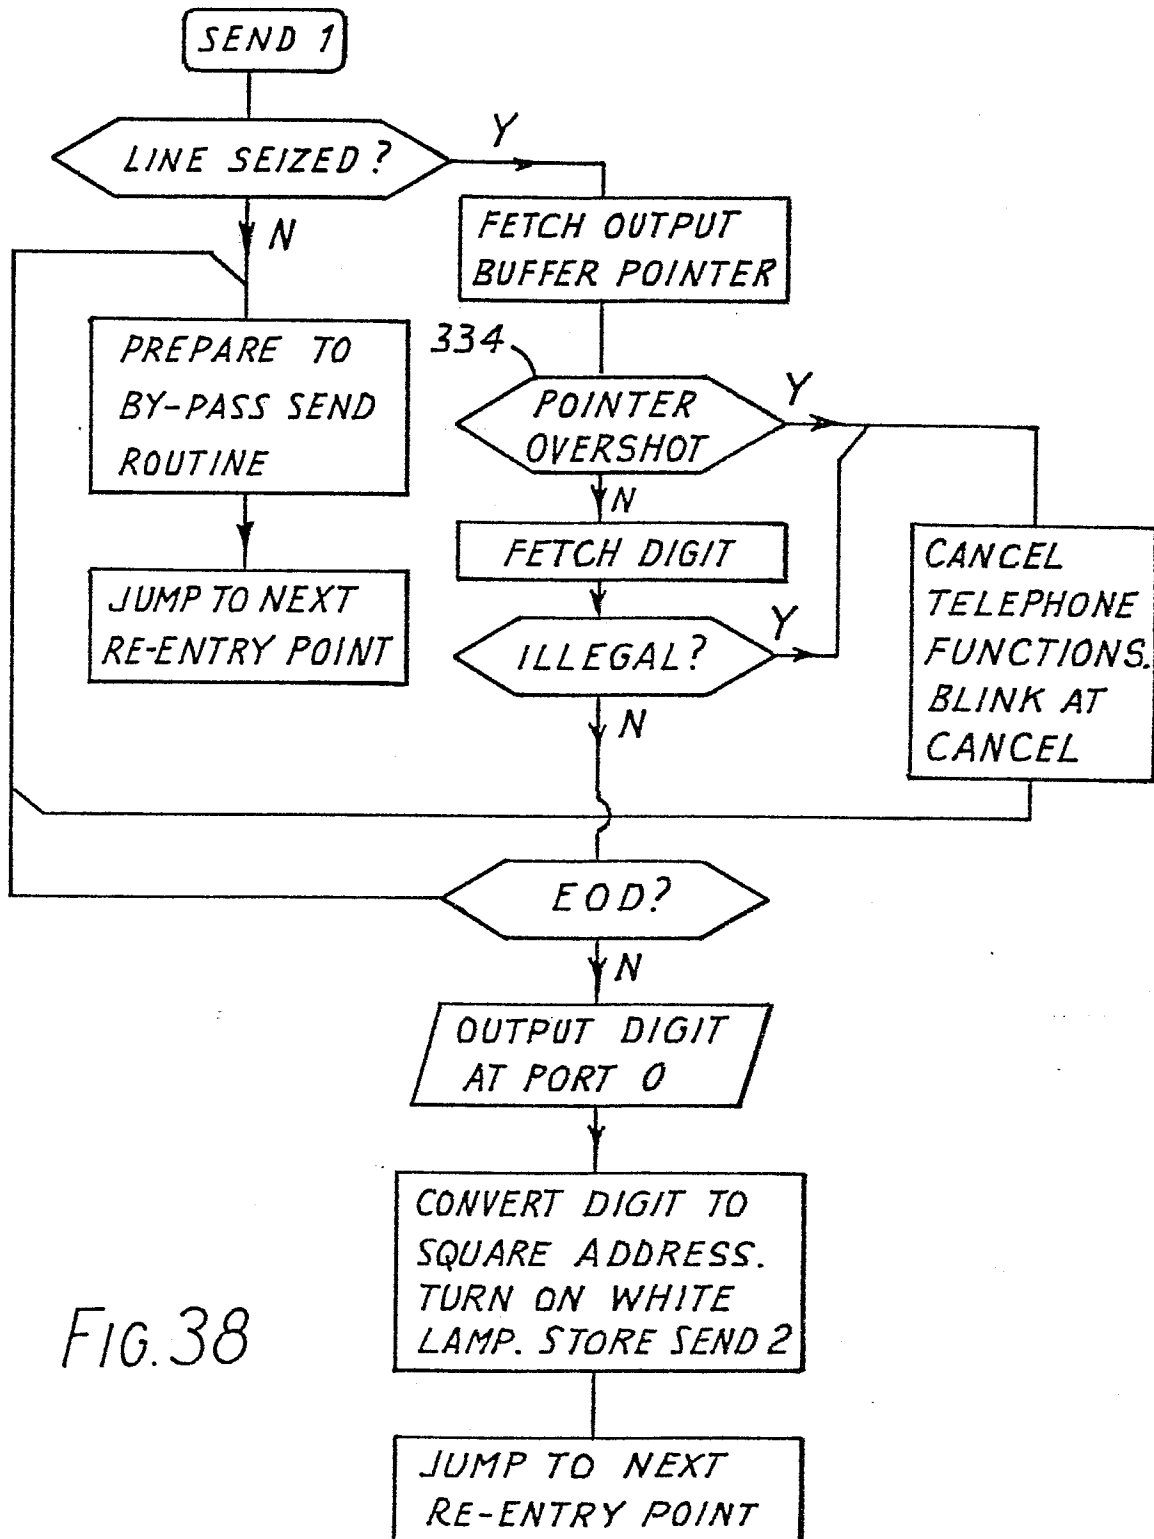 SEND 1
LINE SEIZED?
Y
N
FETCH OUTPUT
BUFFER POINTER
PREPARE TO
BY-PASS SEND
ROUTINE
334
POINTER
OVERSHOT
Y
N
JUMP TO NEXT
RE-ENTRY POINT
FETCH DIGIT
ILLEGAL?
Y
N
CANCEL
TELEPHONE
FUNCTIONS.
BLINK AT
CANCEL
EOD?
N
OUTPUT DIGIT
AT PORT 0
CONVERT DIGIT TO
SQUARE ADDRESS.
TURN ON WHITE
LAMP. STORE SEND 2
JUMP TO NEXT
RE-ENTRY POINT
FIG. 38